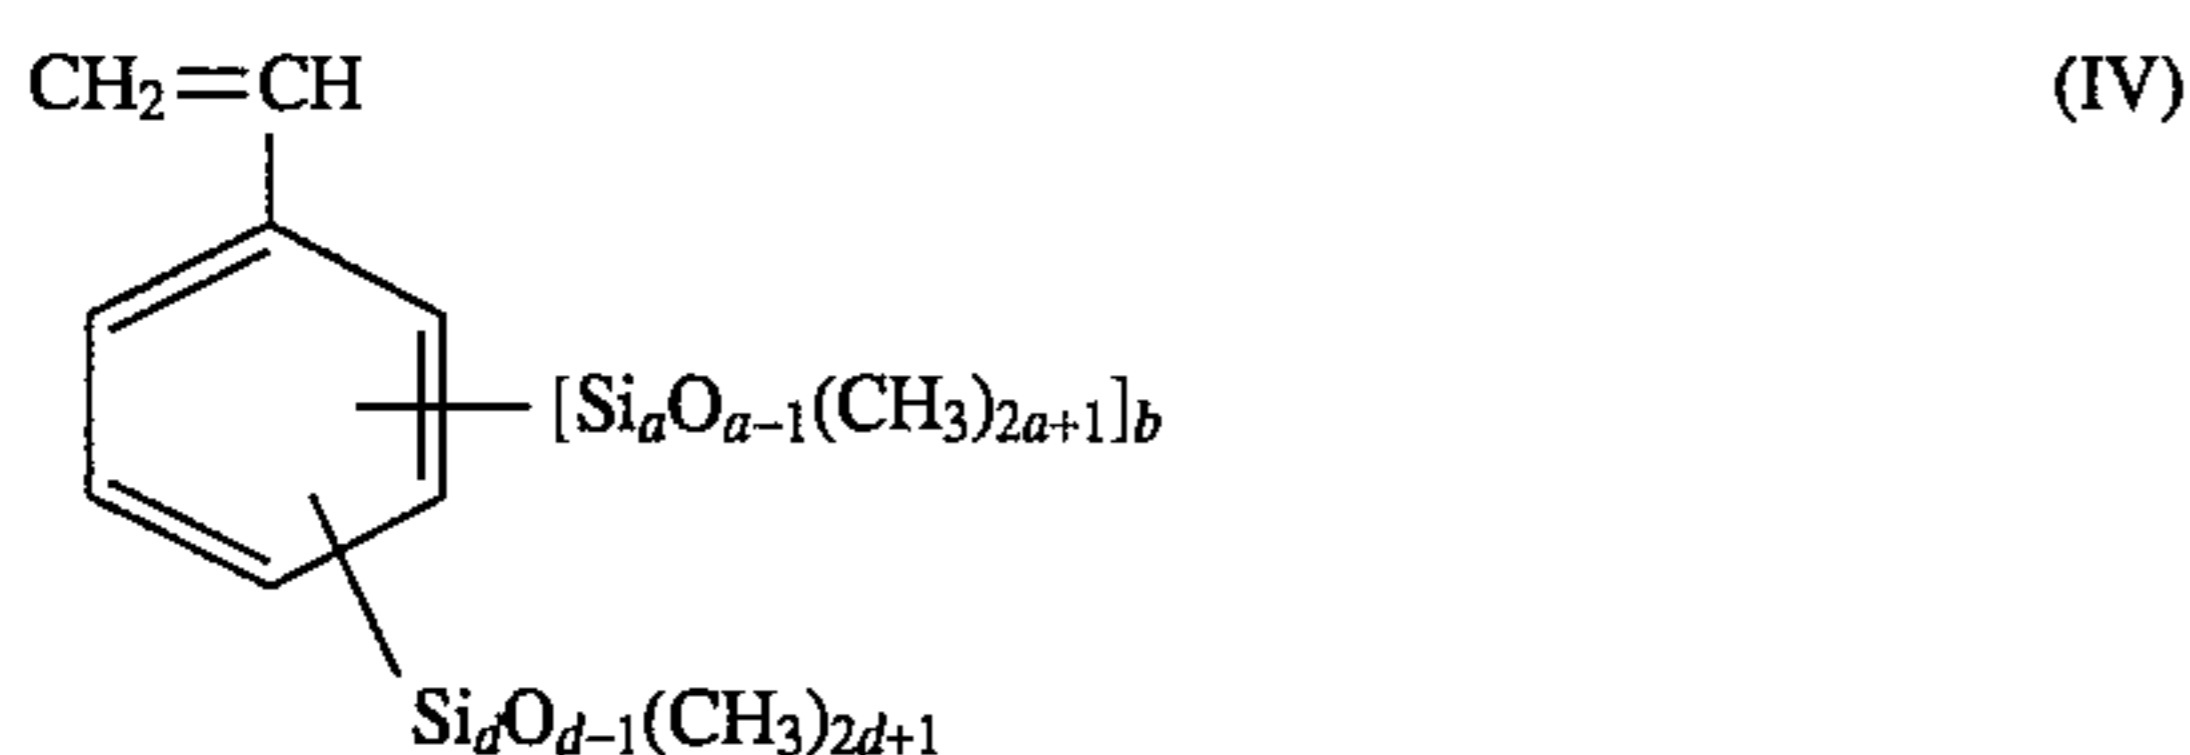 CH₂=CH (IV)
[SiₐOₐ₋₁(CH₃)₂ₐ₊₁]b
SidOd−1(CH₃)2d+1